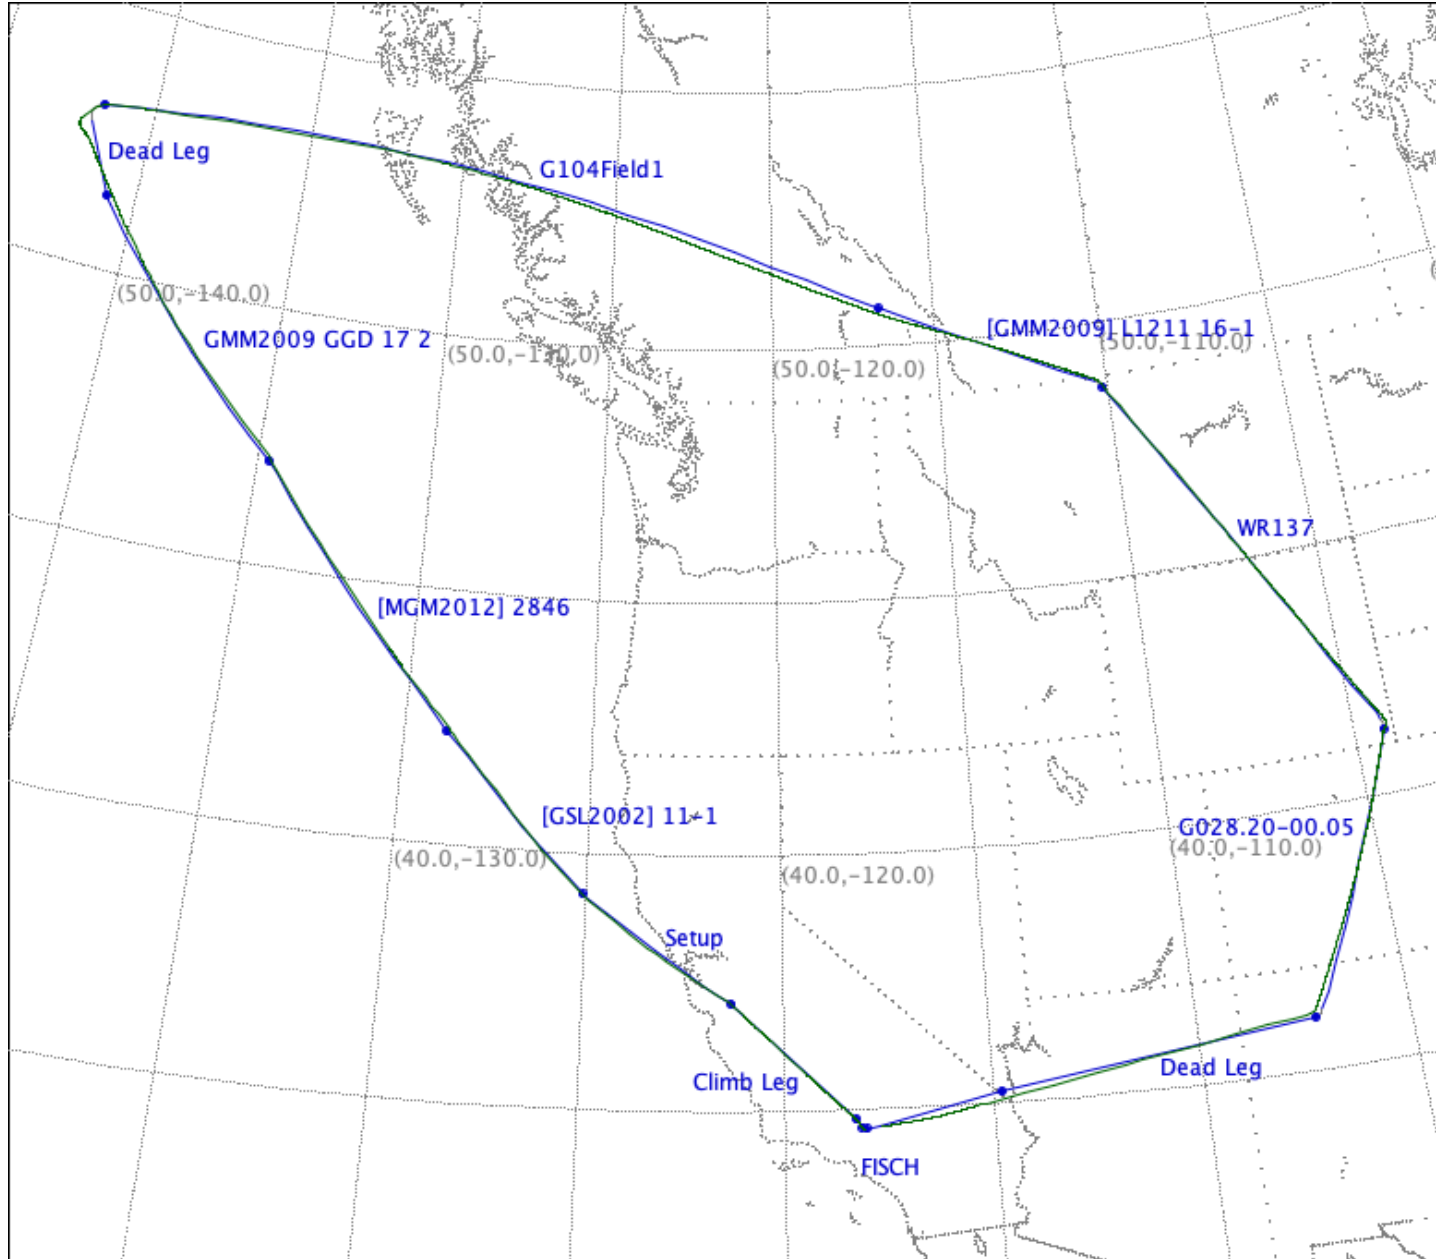 Dead Leg
G104Field1
(50.0,-140.0)
GMM2009 GGD 17 2
(50.0,-130.0)
[GMM2009] L1211 16-1
(50.0,-110.0)
(50.0,-120.0)
WR137
[MGM2012] 2846
[GSL2002] 11-1
G028.20-00.05
(40.0,-110.0)
(40.0,-130.0)
(40.0,-120.0)
Setup
Dead Leg
Climb Leg
FISCH